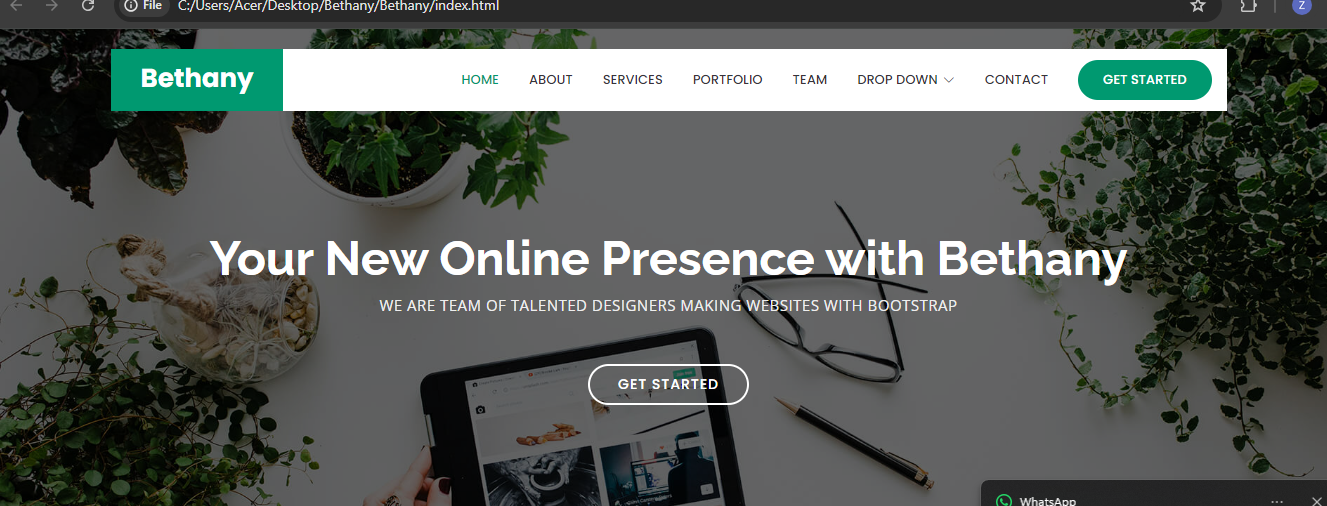 File C:/Users/Acer/Desktop/Bethany/Bethany/index.html
Z
Bethany HOME ABOUT SERVICES PORTFOLIO TEAM DROP DOWN CONTACT GET STARTED
Your New Online Presence with Bethany
WE ARE TEAM OF TALENTED DESIGNERS MAKING WEBSITES WITH BOOTSTRAP
GET STARTED
WhatsApp